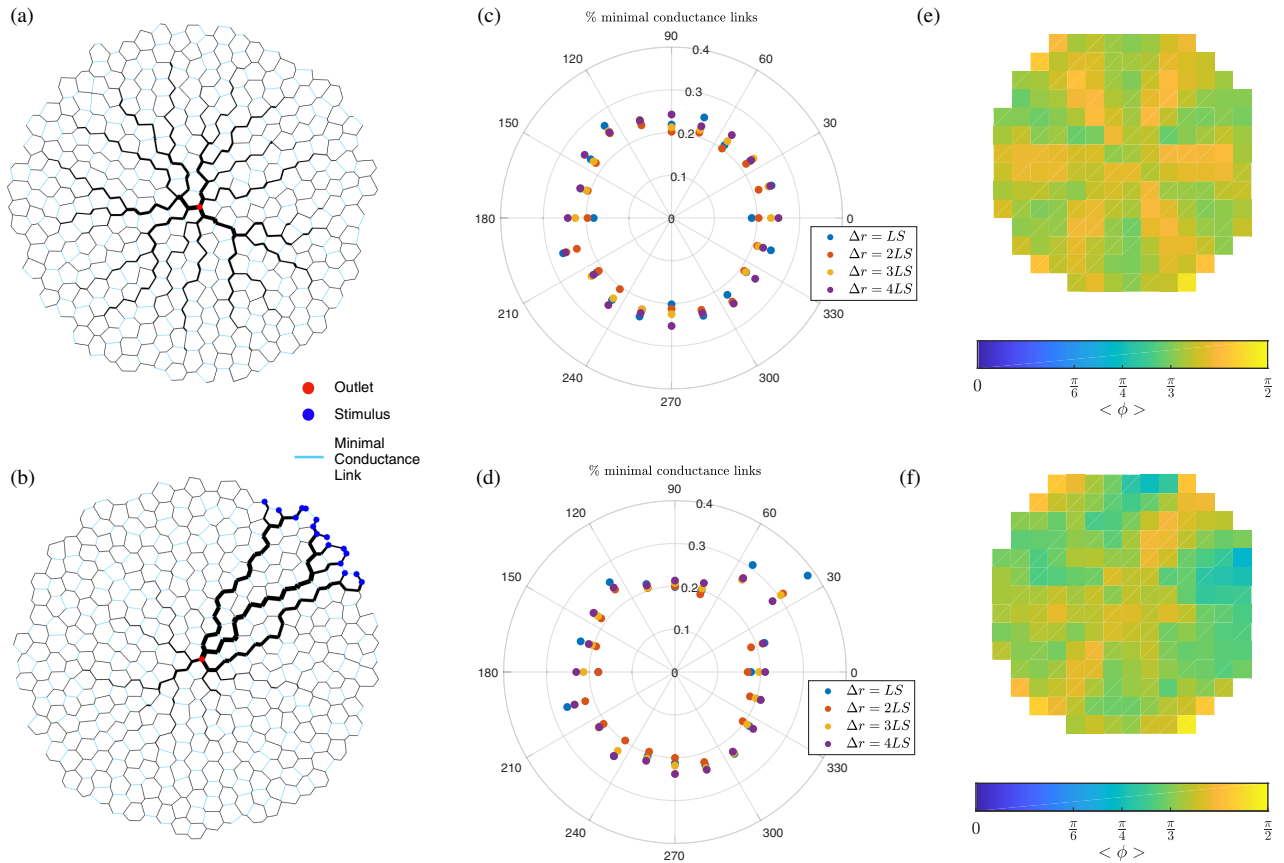 (a)
(c)
% minimal conductance links
(e)
90
120
60
0.4
0.3
150
30
0.2
0.1
180
0
0
Δr = LS
Δr = 2LS
Δr = 3LS
Δr = 4LS
210
330
240
300
270
0
π/6
π/4
π/3
π/2
< ϕ >
Outlet
Stimulus
Minimal
Conductance
Link
(b)
(d)
% minimal conductance links
(f)
90
120
60
0.4
0.3
150
30
0.2
0.1
180
0
0
Δr = LS
Δr = 2LS
Δr = 3LS
Δr = 4LS
210
330
240
300
270
0
π/6
π/4
π/3
π/2
< ϕ >